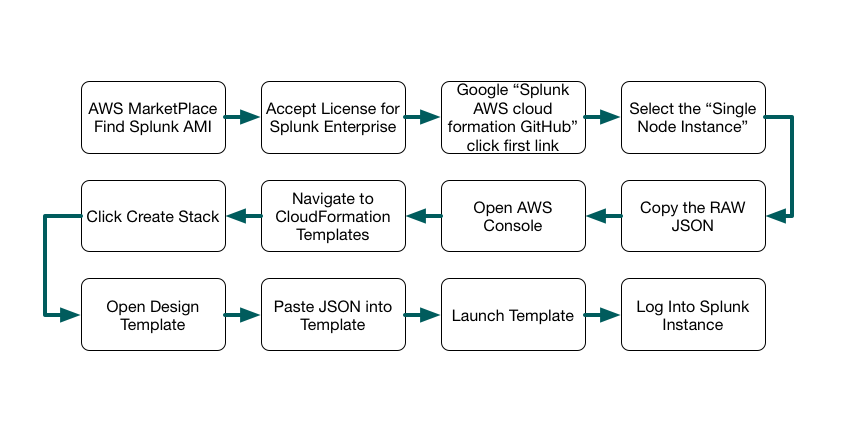 AWS MarketPlace
Find Splunk AMI
Accept License for
Splunk Enterprise
Google “Splunk
AWS cloud
formation GitHub”
click first link
Select the “Single
Node Instance”
Copy the RAW
JSON
Open AWS
Console
Navigate to
CloudFormation
Templates
Click Create Stack
Open Design
Template
Paste JSON into
Template
Launch Template
Log Into Splunk
Instance